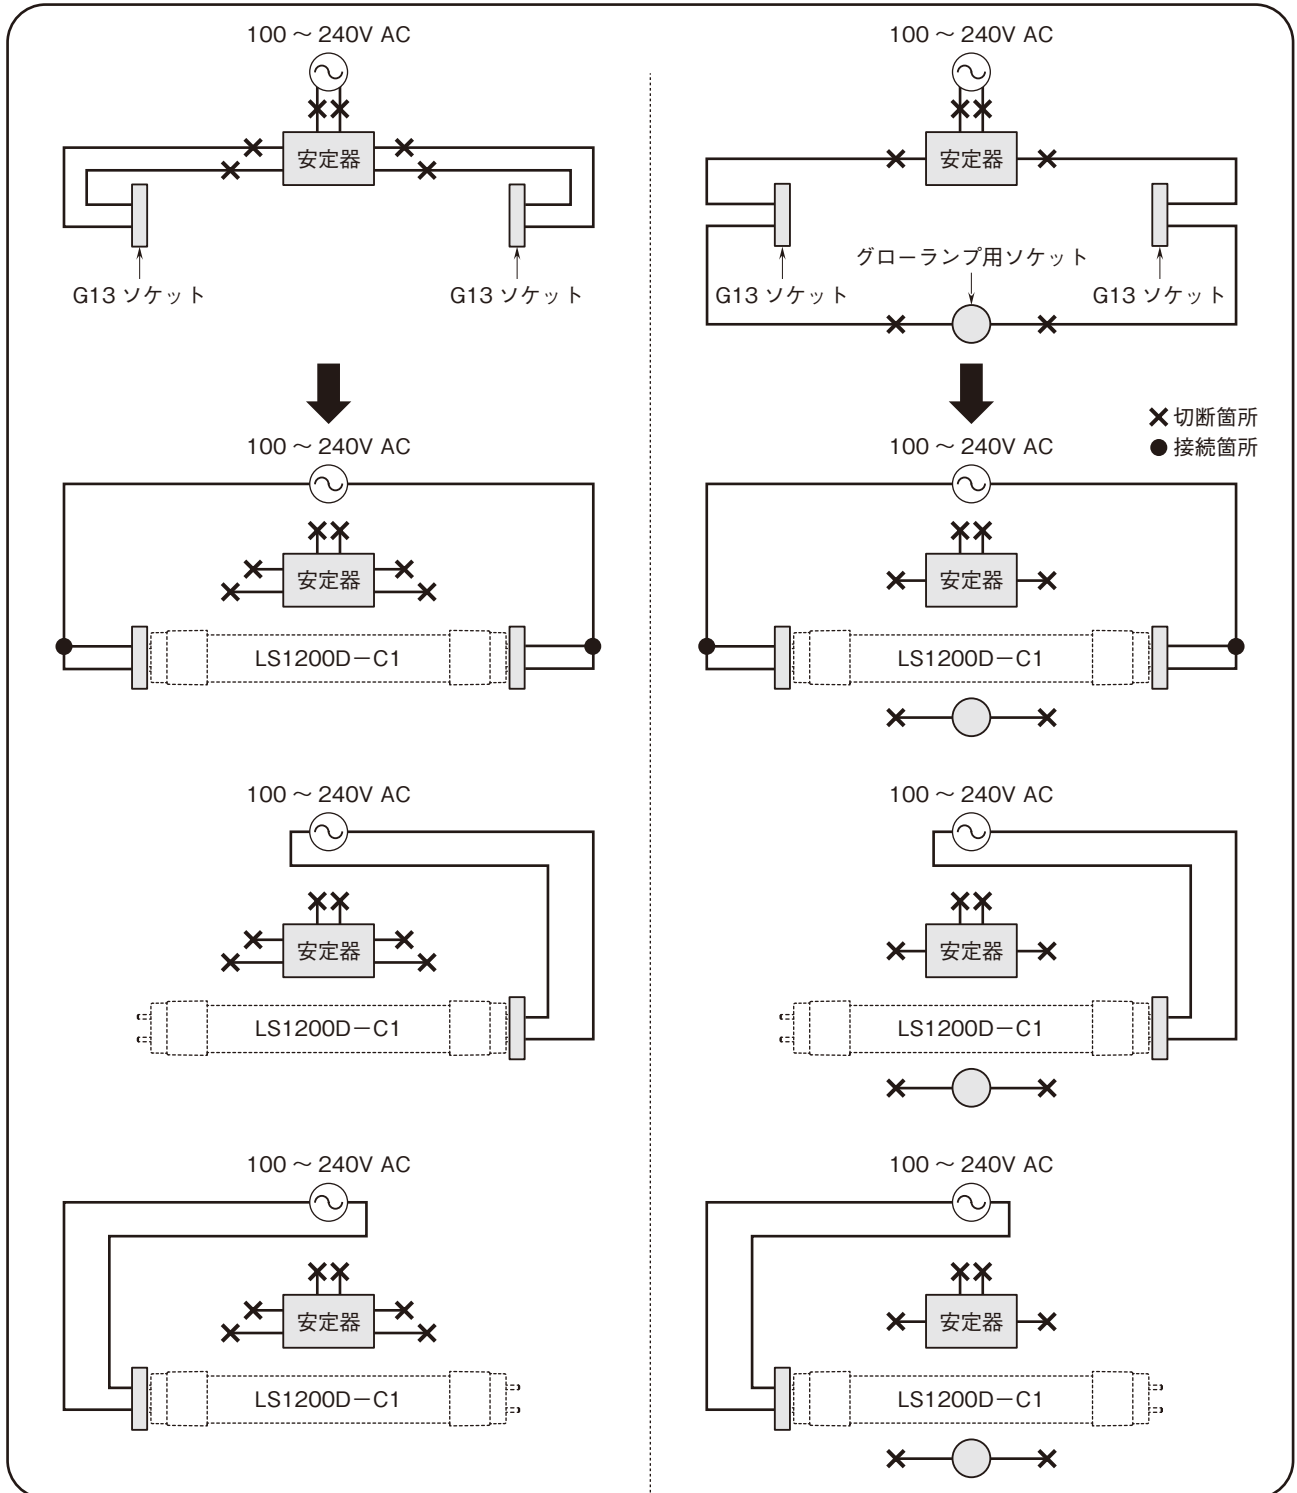 100 〜 240V AC
安定器
G13 ソケット
G13 ソケット
100 〜 240V AC
安定器
LS1200D−C1
100 〜 240V AC
安定器
LS1200D−C1
100 〜 240V AC
安定器
LS1200D−C1
100 〜 240V AC
安定器
グローランプ用ソケット
G13 ソケット
G13 ソケット
切断箇所
接続箇所
100 〜 240V AC
安定器
LS1200D−C1
100 〜 240V AC
安定器
LS1200D−C1
100 〜 240V AC
安定器
LS1200D−C1